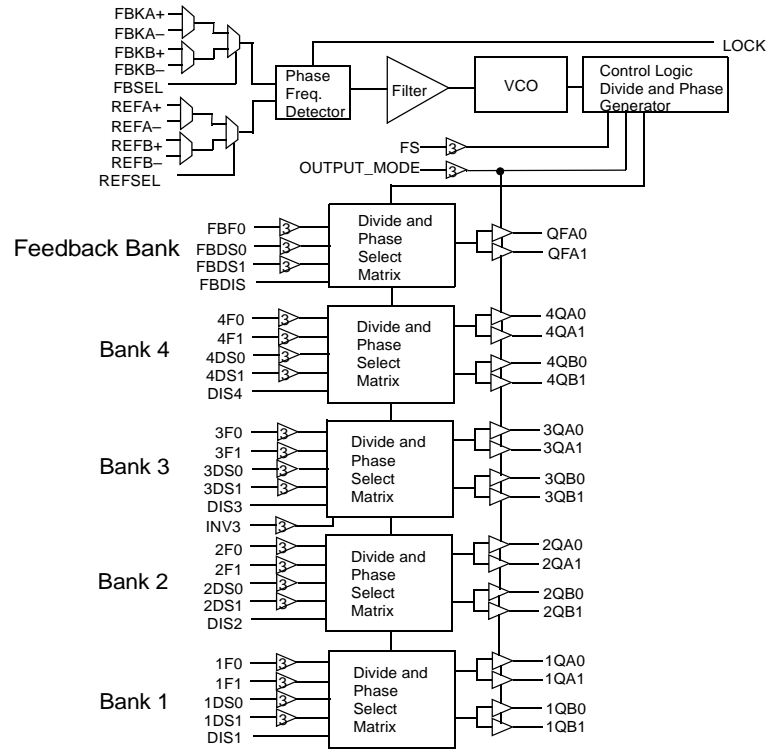 FBKA+
FBKA–
FBKB+
FBKB–
FBSEL
REFA+
REFA–
REFB+
REFB–
REFSEL
Phase
Freq.
Detector
Filter
VCO
Control Logic
Divide and Phase
Generator
LOCK
FS
3
OUTPUT_MODE
3
Feedback Bank
FBF0
3
FBDS0
3
FBDS1
3
FBDIS
Divide and
Phase
Select
Matrix
QFA0
QFA1
Bank 4
4F0
3
4F1
3
4DS0
3
4DS1
3
DIS4
Divide and
Phase
Select
Matrix
4QA0
4QA1
4QB0
4QB1
Bank 3
3F0
3
3F1
3
3DS0
3
3DS1
3
DIS3
INV3
3
Divide and
Phase
Select
Matrix
3QA0
3QA1
3QB0
3QB1
Bank 2
2F0
3
2F1
3
2DS0
3
2DS1
3
DIS2
Divide and
Phase
Select
Matrix
2QA0
2QA1
2QB0
2QB1
Bank 1
1F0
3
1F1
3
1DS0
3
1DS1
3
DIS1
Divide and
Phase
Select
Matrix
1QA0
1QA1
1QB0
1QB1